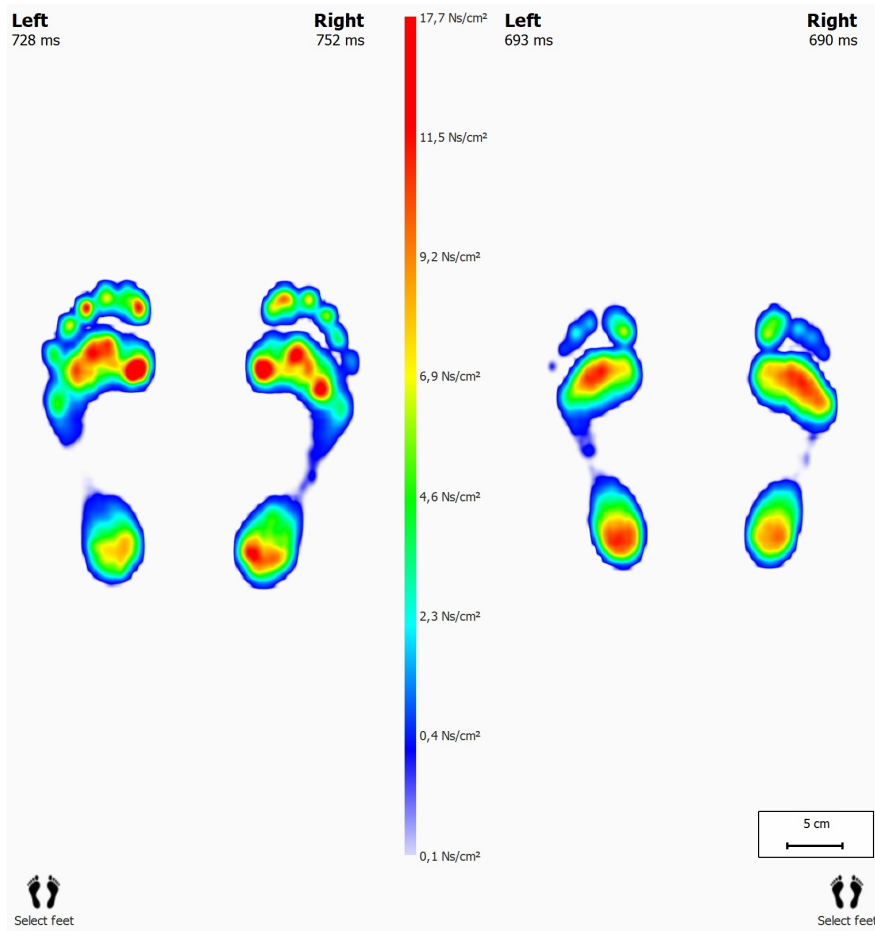 Left
728 ms
Right
752 ms
17,7 Ns/cm²
11,5 Ns/cm²
9,2 Ns/cm²
6,9 Ns/cm²
4,6 Ns/cm²
2,3 Ns/cm²
0,4 Ns/cm²
0,1 Ns/cm²
Left
693 ms
Right
690 ms
5 cm
Select feet
Select feet